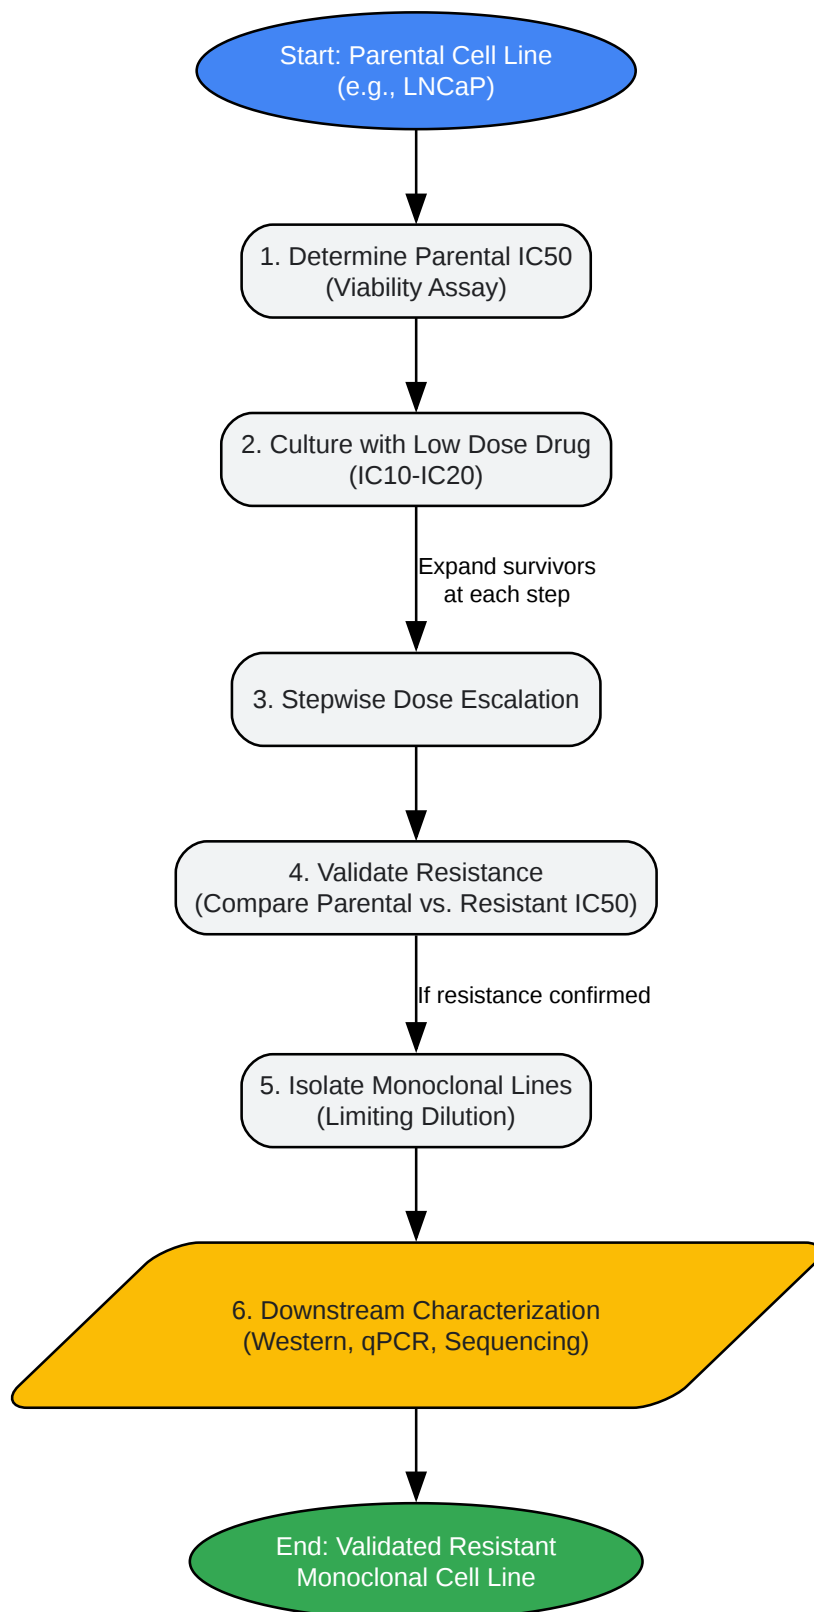 Start: Parental Cell Line
(e.g., LNCaP)
1. Determine Parental IC50
(Viability Assay)
2. Culture with Low Dose Drug
(IC10-IC20)
Expand survivors
at each step
3. Stepwise Dose Escalation
4. Validate Resistance
(Compare Parental vs. Resistant IC50)
If resistance confirmed
5. Isolate Monoclonal Lines
(Limiting Dilution)
6. Downstream Characterization
(Western, qPCR, Sequencing)
End: Validated Resistant
Monoclonal Cell Line